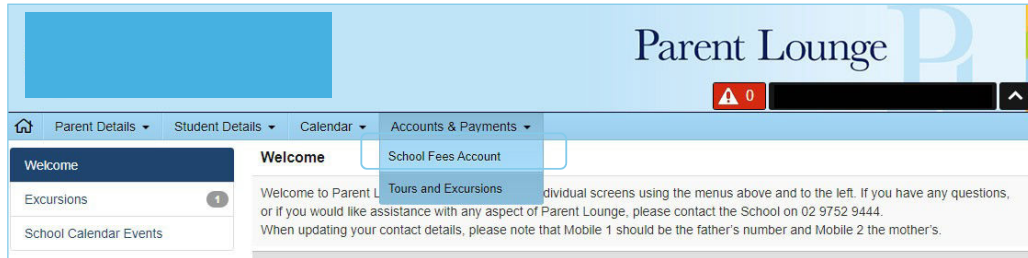 Parent Lounge
0
Parent Details Student Details Calendar Accounts & Payments
School Fees Account
Tours and Excursions
Welcome
Excursions 1
School Calendar Events
Welcome
Welcome to Parent L dividual screens using the menus above and to the left. If you have any questions,
or if you would like assistance with any aspect of Parent Lounge, please contact the School on 02 9752 9444.
When updating your contact details, please note that Mobile 1 should be the father's number and Mobile 2 the mother's.